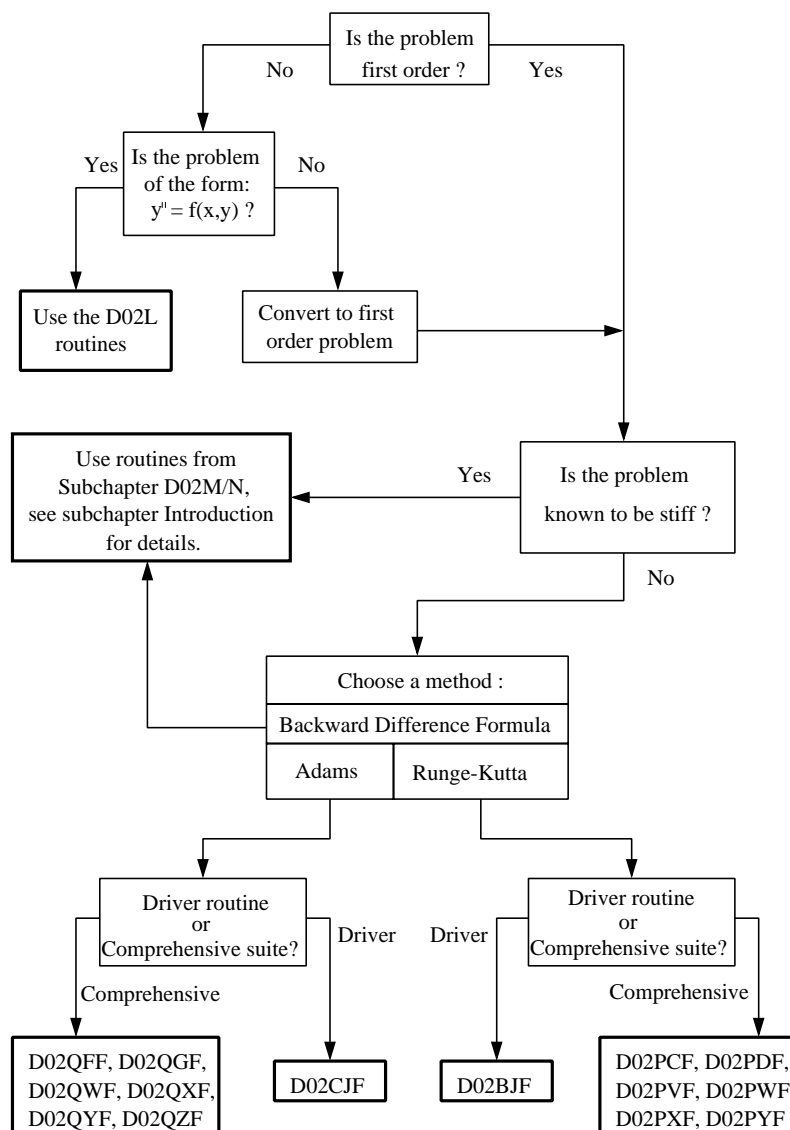 Is the problem
first order ?
No
Yes
Yes
Is the problem
of the form:
y" = f(x,y) ?
No
Use the D02L
routines
Convert to first
order problem
Use routines from
Subchapter D02M/N,
see subchapter Introduction
for details.
Yes
Is the problem
known to be stiff ?
No
Choose a method :
Backward Difference Formula
Adams
Runge-Kutta
Driver routine
or
Comprehensive suite?
Driver
Comprehensive
Driver
Driver routine
or
Comprehensive suite?
Comprehensive
D02QFF, D02QGF,
D02QWF, D02QXF,
D02QYF, D02QZF
D02CJF
D02BJF
D02PCF, D02PDF,
D02PVF, D02PWF
D02PXF, D02PYF